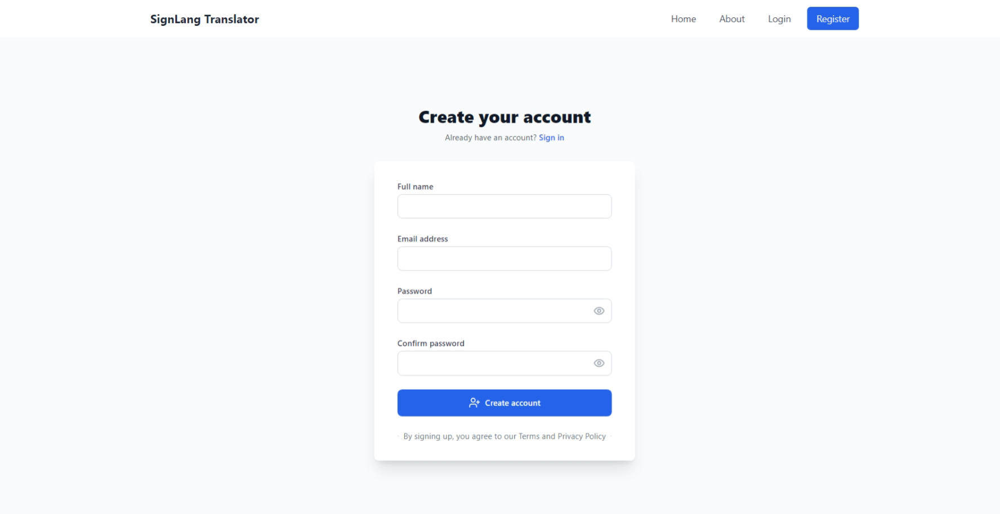 SignLang Translator
Home About Login Register
Create your account
Already have an account? Sign in
Full name
Email address
Password
Confirm password
Create account
By signing up, you agree to our Terms and Privacy Policy